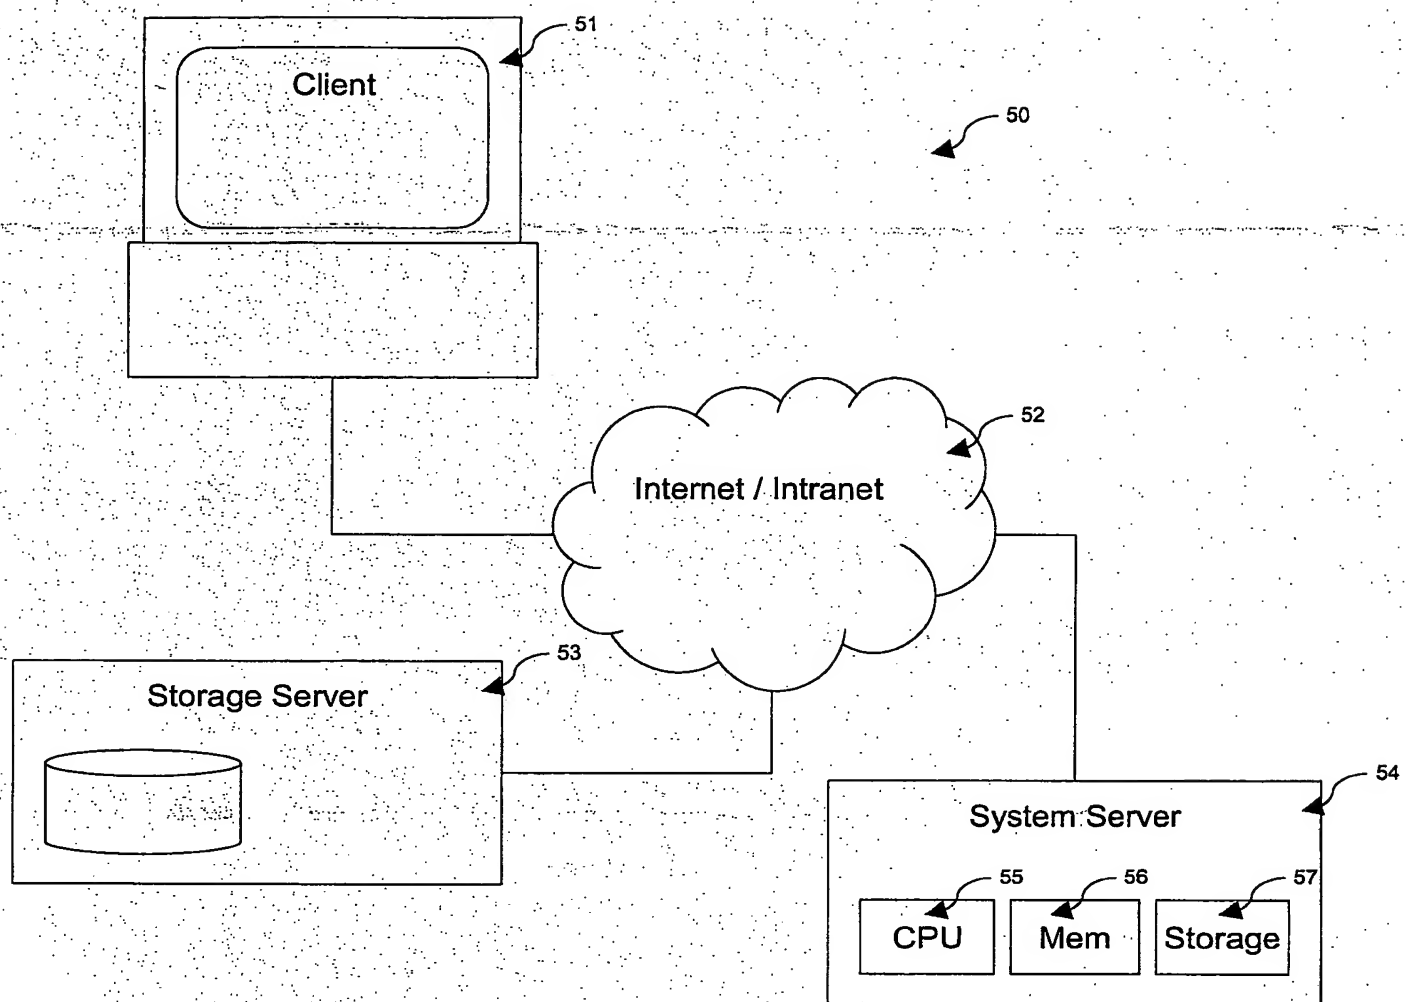 51
Client
50
52
Internet / Intranet
53
Storage Server
54
System Server
55
56
57
CPU
Mem
Storage